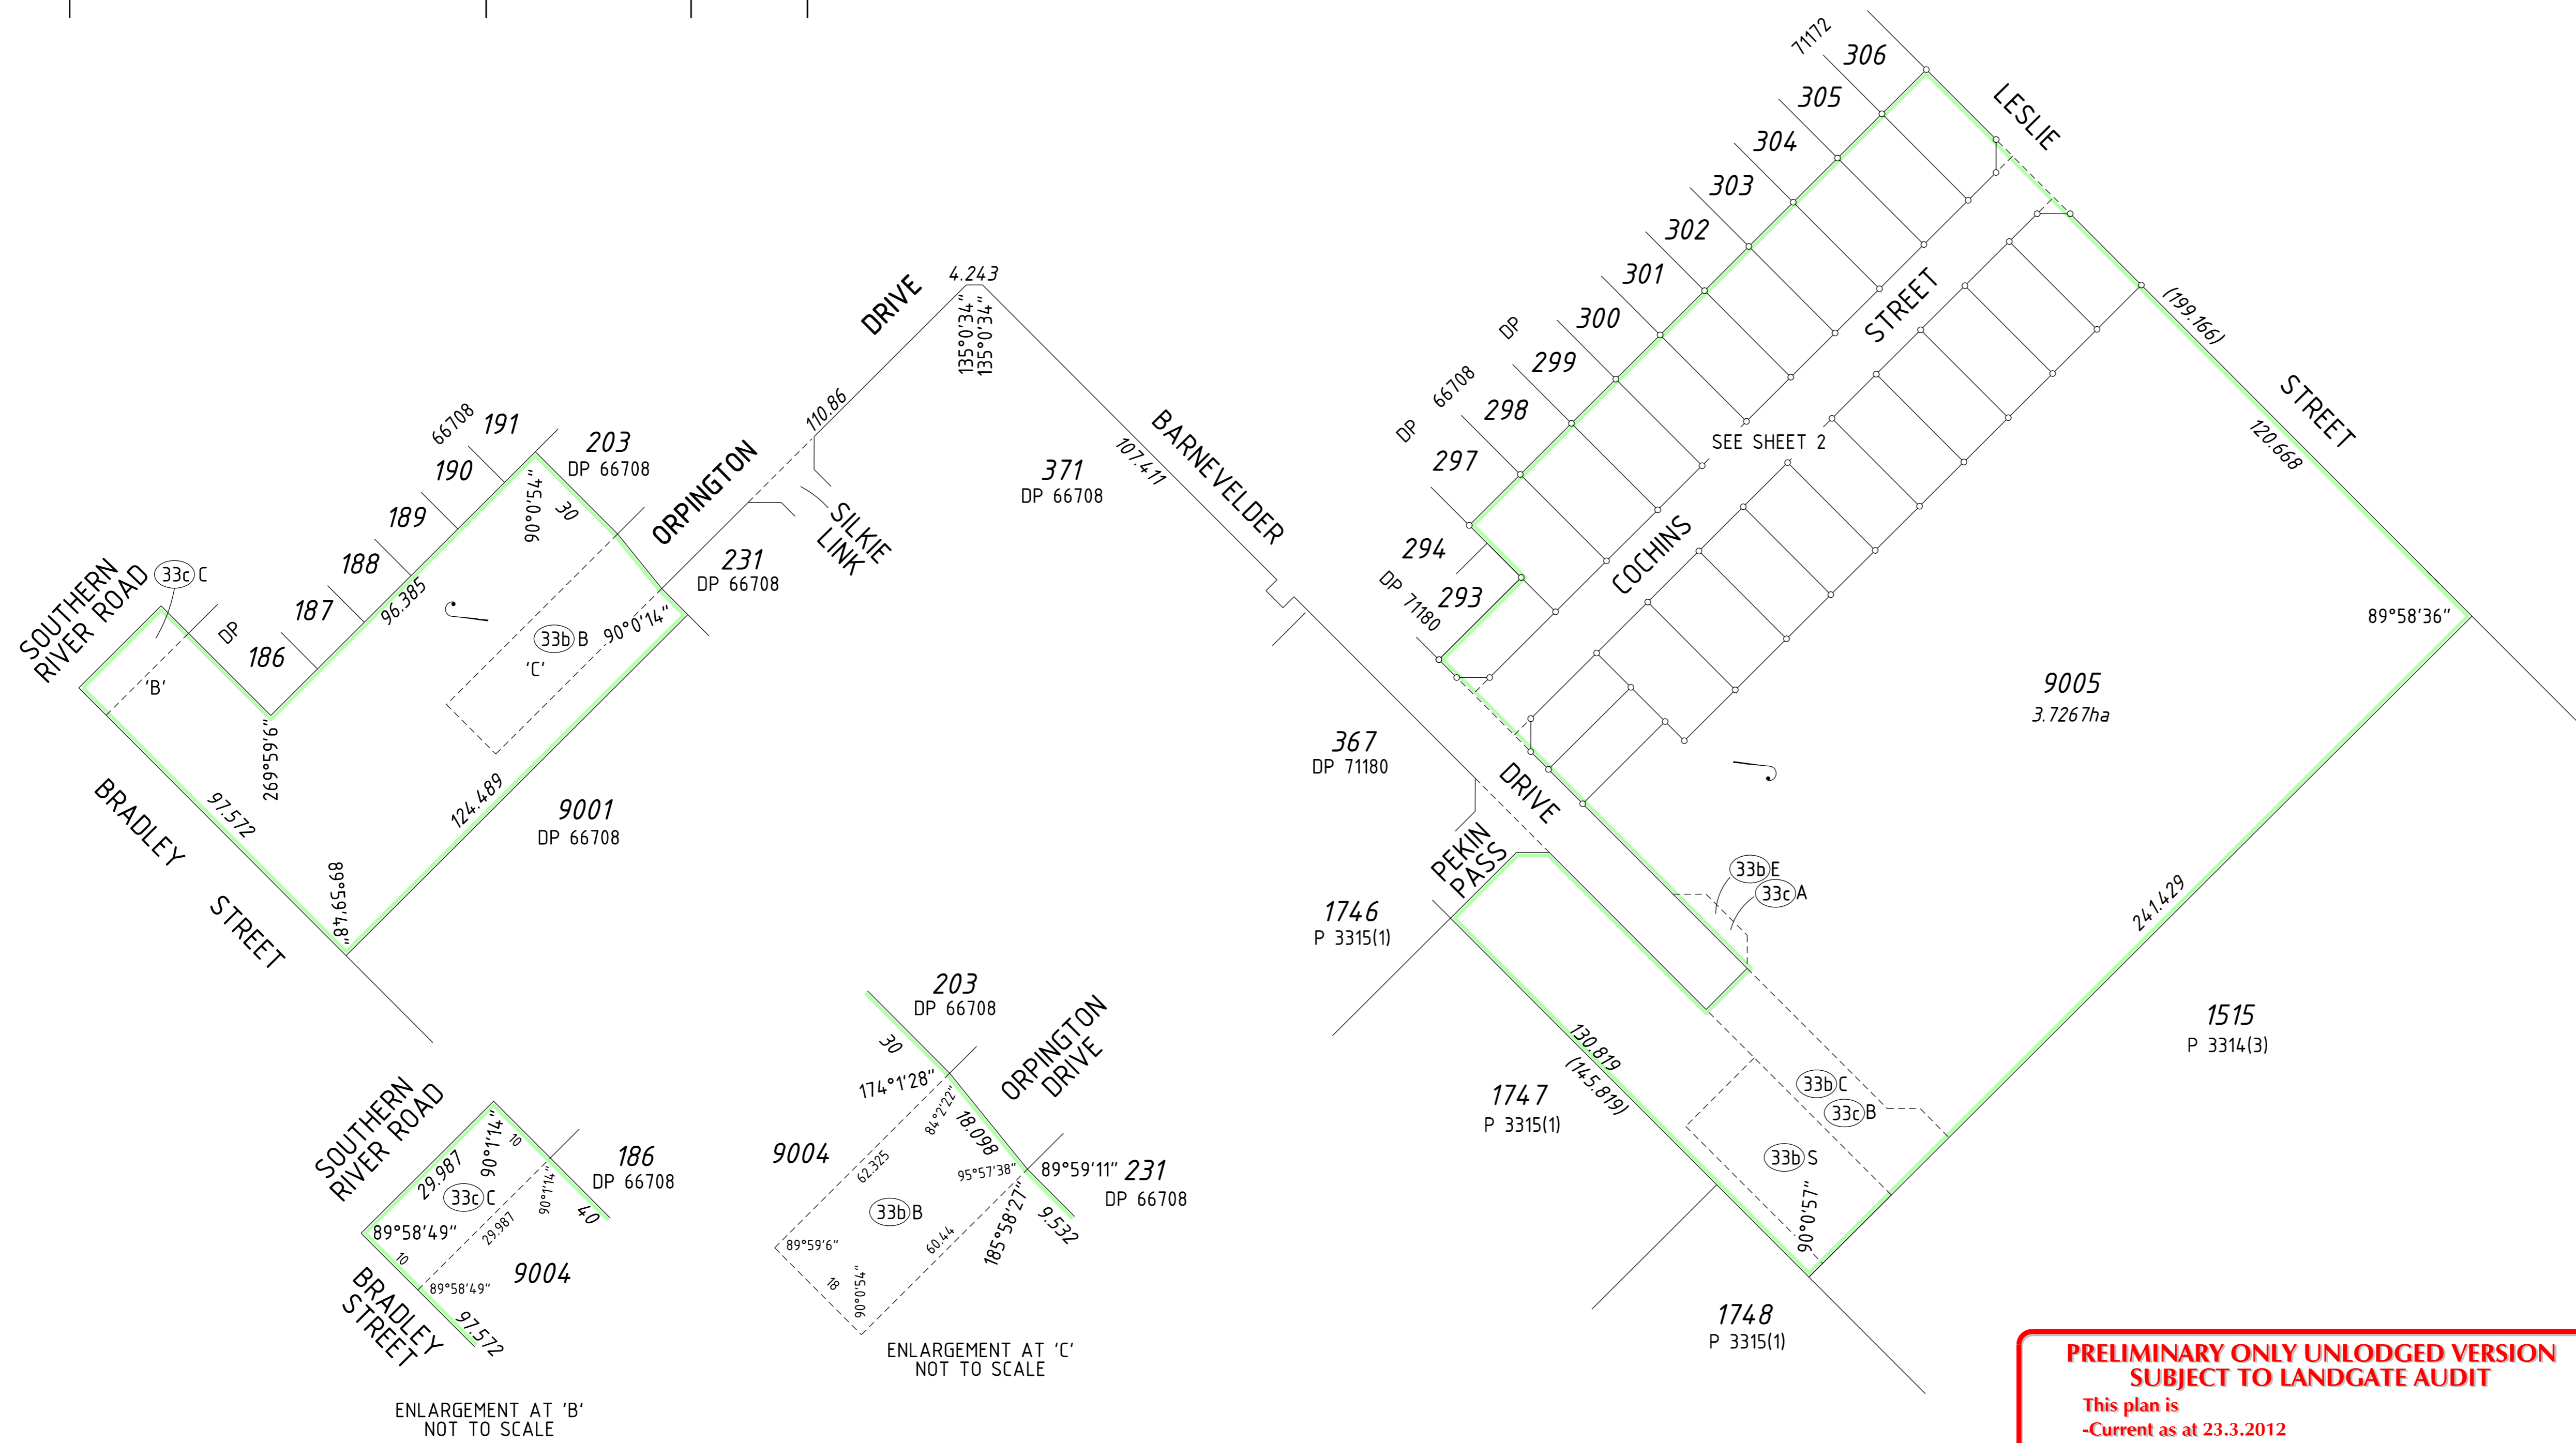 71172
306
305
304
303
302
301
300
299
298
297
294
293
DP
66708
DP
DP 71180
LESLIE
STREET
(199.166)
120.668
89°58'36"
241.429
9005
3.7267ha
SEE SHEET 2
COCHINS
STREET
4.243
135°0'34"
135°0'34"
110.86
ORPINGTON
DRIVE
SILKIE
LINK
BARNEVELDER
DRIVE
107.411
371
DP 66708
367
DP 71180
PEKIN
PASS
1746
P 3315(1)
1747
P 3315(1)
1748
P 3315(1)
1515
P 3314(3)
33b E
33c A
33b C
33c B
33b S
90°0'57"
130.819
(145.819)
66708
191
190
189
188
187
186
DP
203
DP 66708
90°0'54"
30
96.385
SOUTHERN
RIVER ROAD
33c C
'B'
33b B
'C'
90°0'14"
231
DP 66708
269°59'6"
97.572
124.489
89°59'48"
9001
DP 66708
BRADLEY
STREET
SOUTHERN
RIVER ROAD
29.987
90°1'14"
10
33c C
89°58'49"
10
29.987
90°1'14"
40
186
DP 66708
89°58'49"
9004
97.572
BRADLEY
STREET
ENLARGEMENT AT 'B'
NOT TO SCALE
203
DP 66708
ORPINGTON
DRIVE
30
174°1'28"
84°2'22"
18.098
9004
62.325
95°57'38"
89°59'11"
231
DP 66708
33b B
89°59'6"
60.44
185°58'27"
9.532
18
90°0'54"
ENLARGEMENT AT 'C'
NOT TO SCALE
PRELIMINARY ONLY UNLODGED VERSION
SUBJECT TO LANDGATE AUDIT
This plan is
-Current as at 23.3.2012